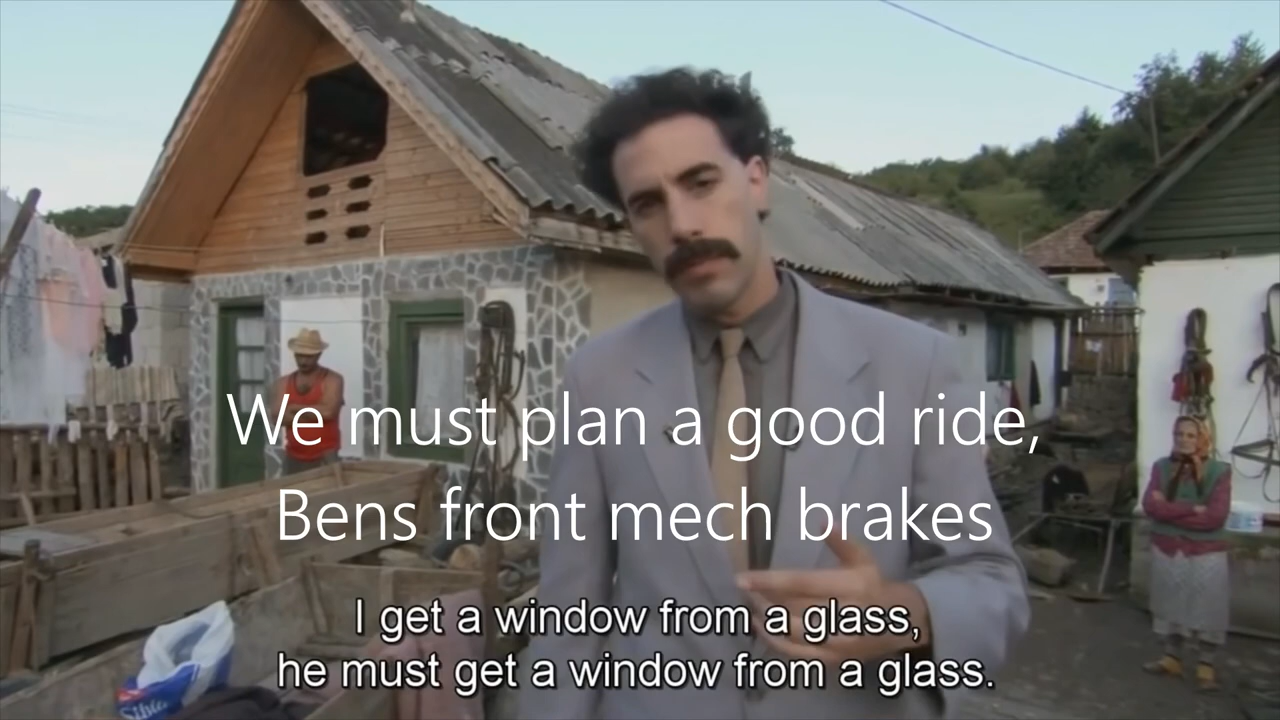 We must plan a good ride,
Bens front mech brakes
I get a window from a glass,
he must get a window from a glass.